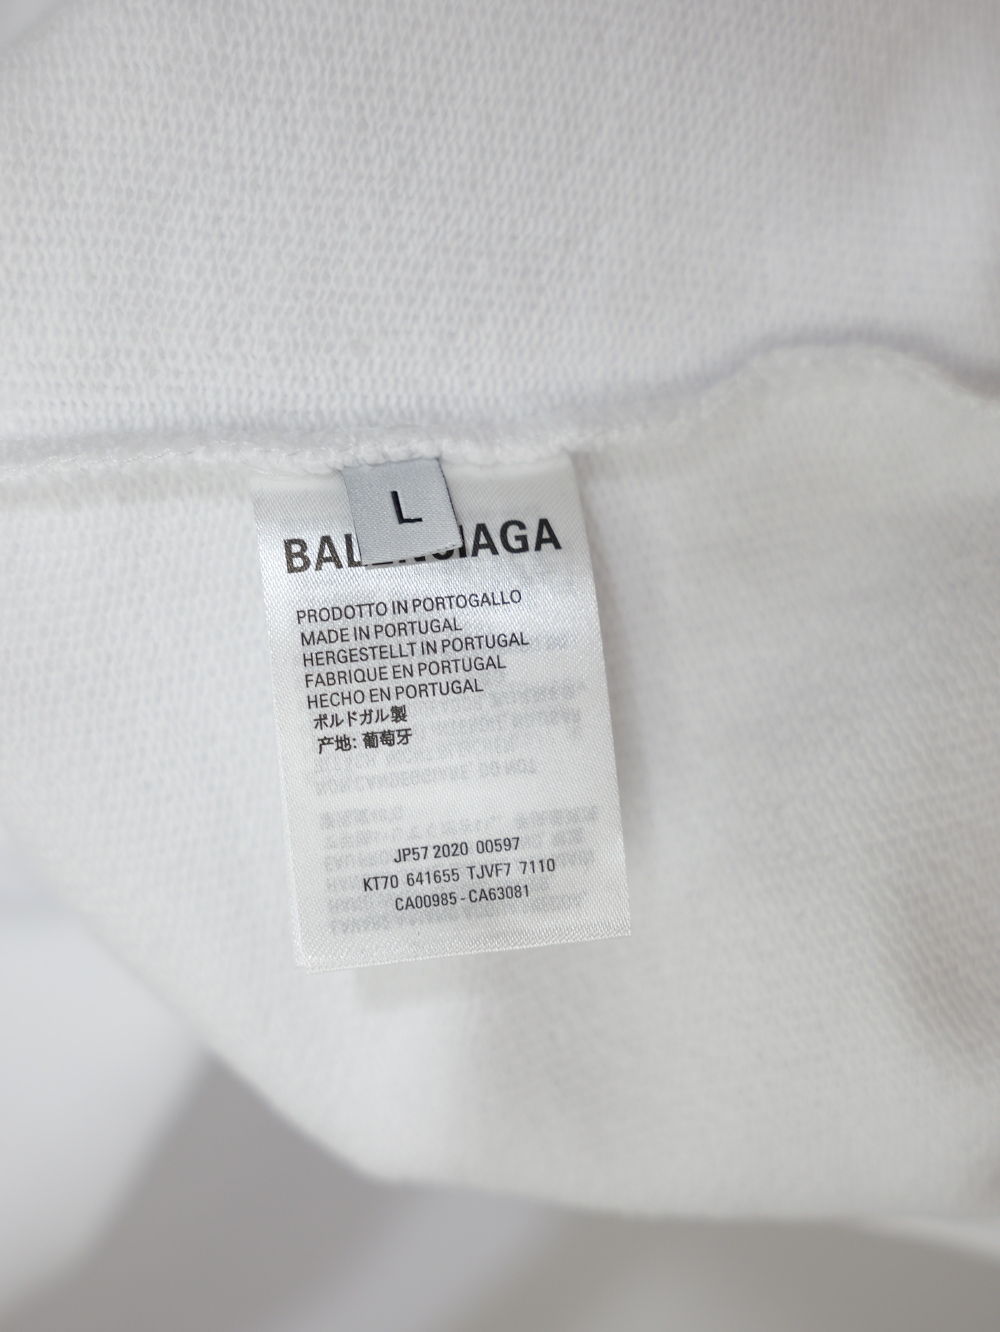 L
BALENCIAGA
PRODOTTO IN PORTOGALLO
MADE IN PORTUGAL
HERGESTELLT IN PORTUGAL
FABRIQUE EN PORTUGAL
HECHO EN PORTUGAL
ポルドガル製
产地: 葡萄牙
JP57 2020 00597
KT70 641655 TJVF7 7110
CA00985 - CA63081